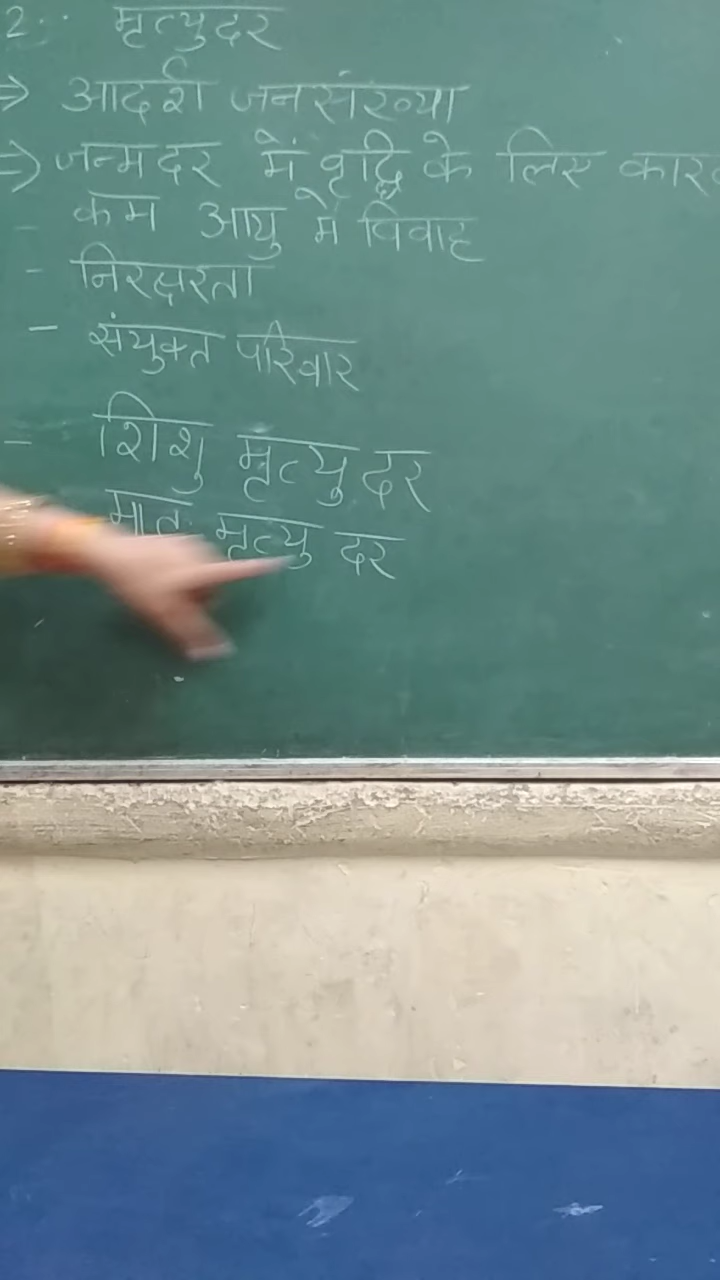 2. मृत्युदर
⇒ आदर्श जनसंख्या
⇒ जन्मदर में वृद्धि के लिए
- कम आयु में विवाह
- निरक्षरता
- संयुक्त परिवार
- शिशु मृत्यु दर
मातृ मृत्यु दर